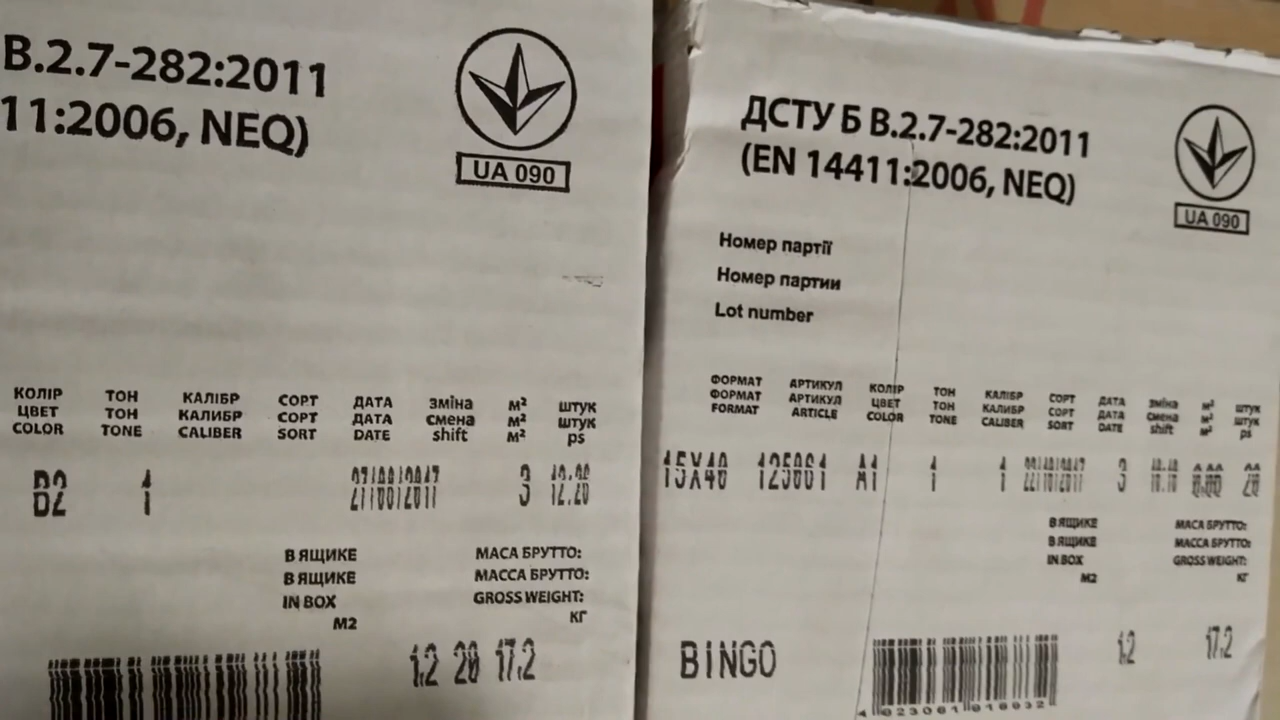 В.2.7-282:2011
11:2006, NEQ)
UA 090
КОЛІР ТОН КАЛІБР СОРТ ДАТА зміна м² штук
ЦВЕТ ТОН КАЛИБР СОРТ ДАТА смена м² штук
COLOR TONE CALIBER SORT DATE shift м² ps
B2 1 3
В ЯЩИКЕ МАСА БРУТТО:
В ЯЩИКЕ МАССА БРУТТО:
IN BOX GROSS WEIGHT:
М2 КГ
1.2 20 17.2
ДСТУ Б В.2.7-282:2011
(EN 14411:2006, NEQ)
UA 090
Номер партії
Номер партии
Lot number
ФОРМАТ АРТИКУЛ КОЛІР ТОН КАЛІБР СОРТ ДАТА зміна м² штук
ФОРМАТ АРТИКУЛ ЦВЕТ ТОН КАЛИБР СОРТ ДАТА смена м² штук
FORMAT ARTICLE COLOR TONE CALIBER SORT DATE shift м² ps
15X40 A1 1 1 3
В ЯЩИКЕ МАСА БРУТТО:
В ЯЩИКЕ МАССА БРУТТО:
IN BOX GROSS WEIGHT:
М2 КГ
BINGO 1.2 17.2